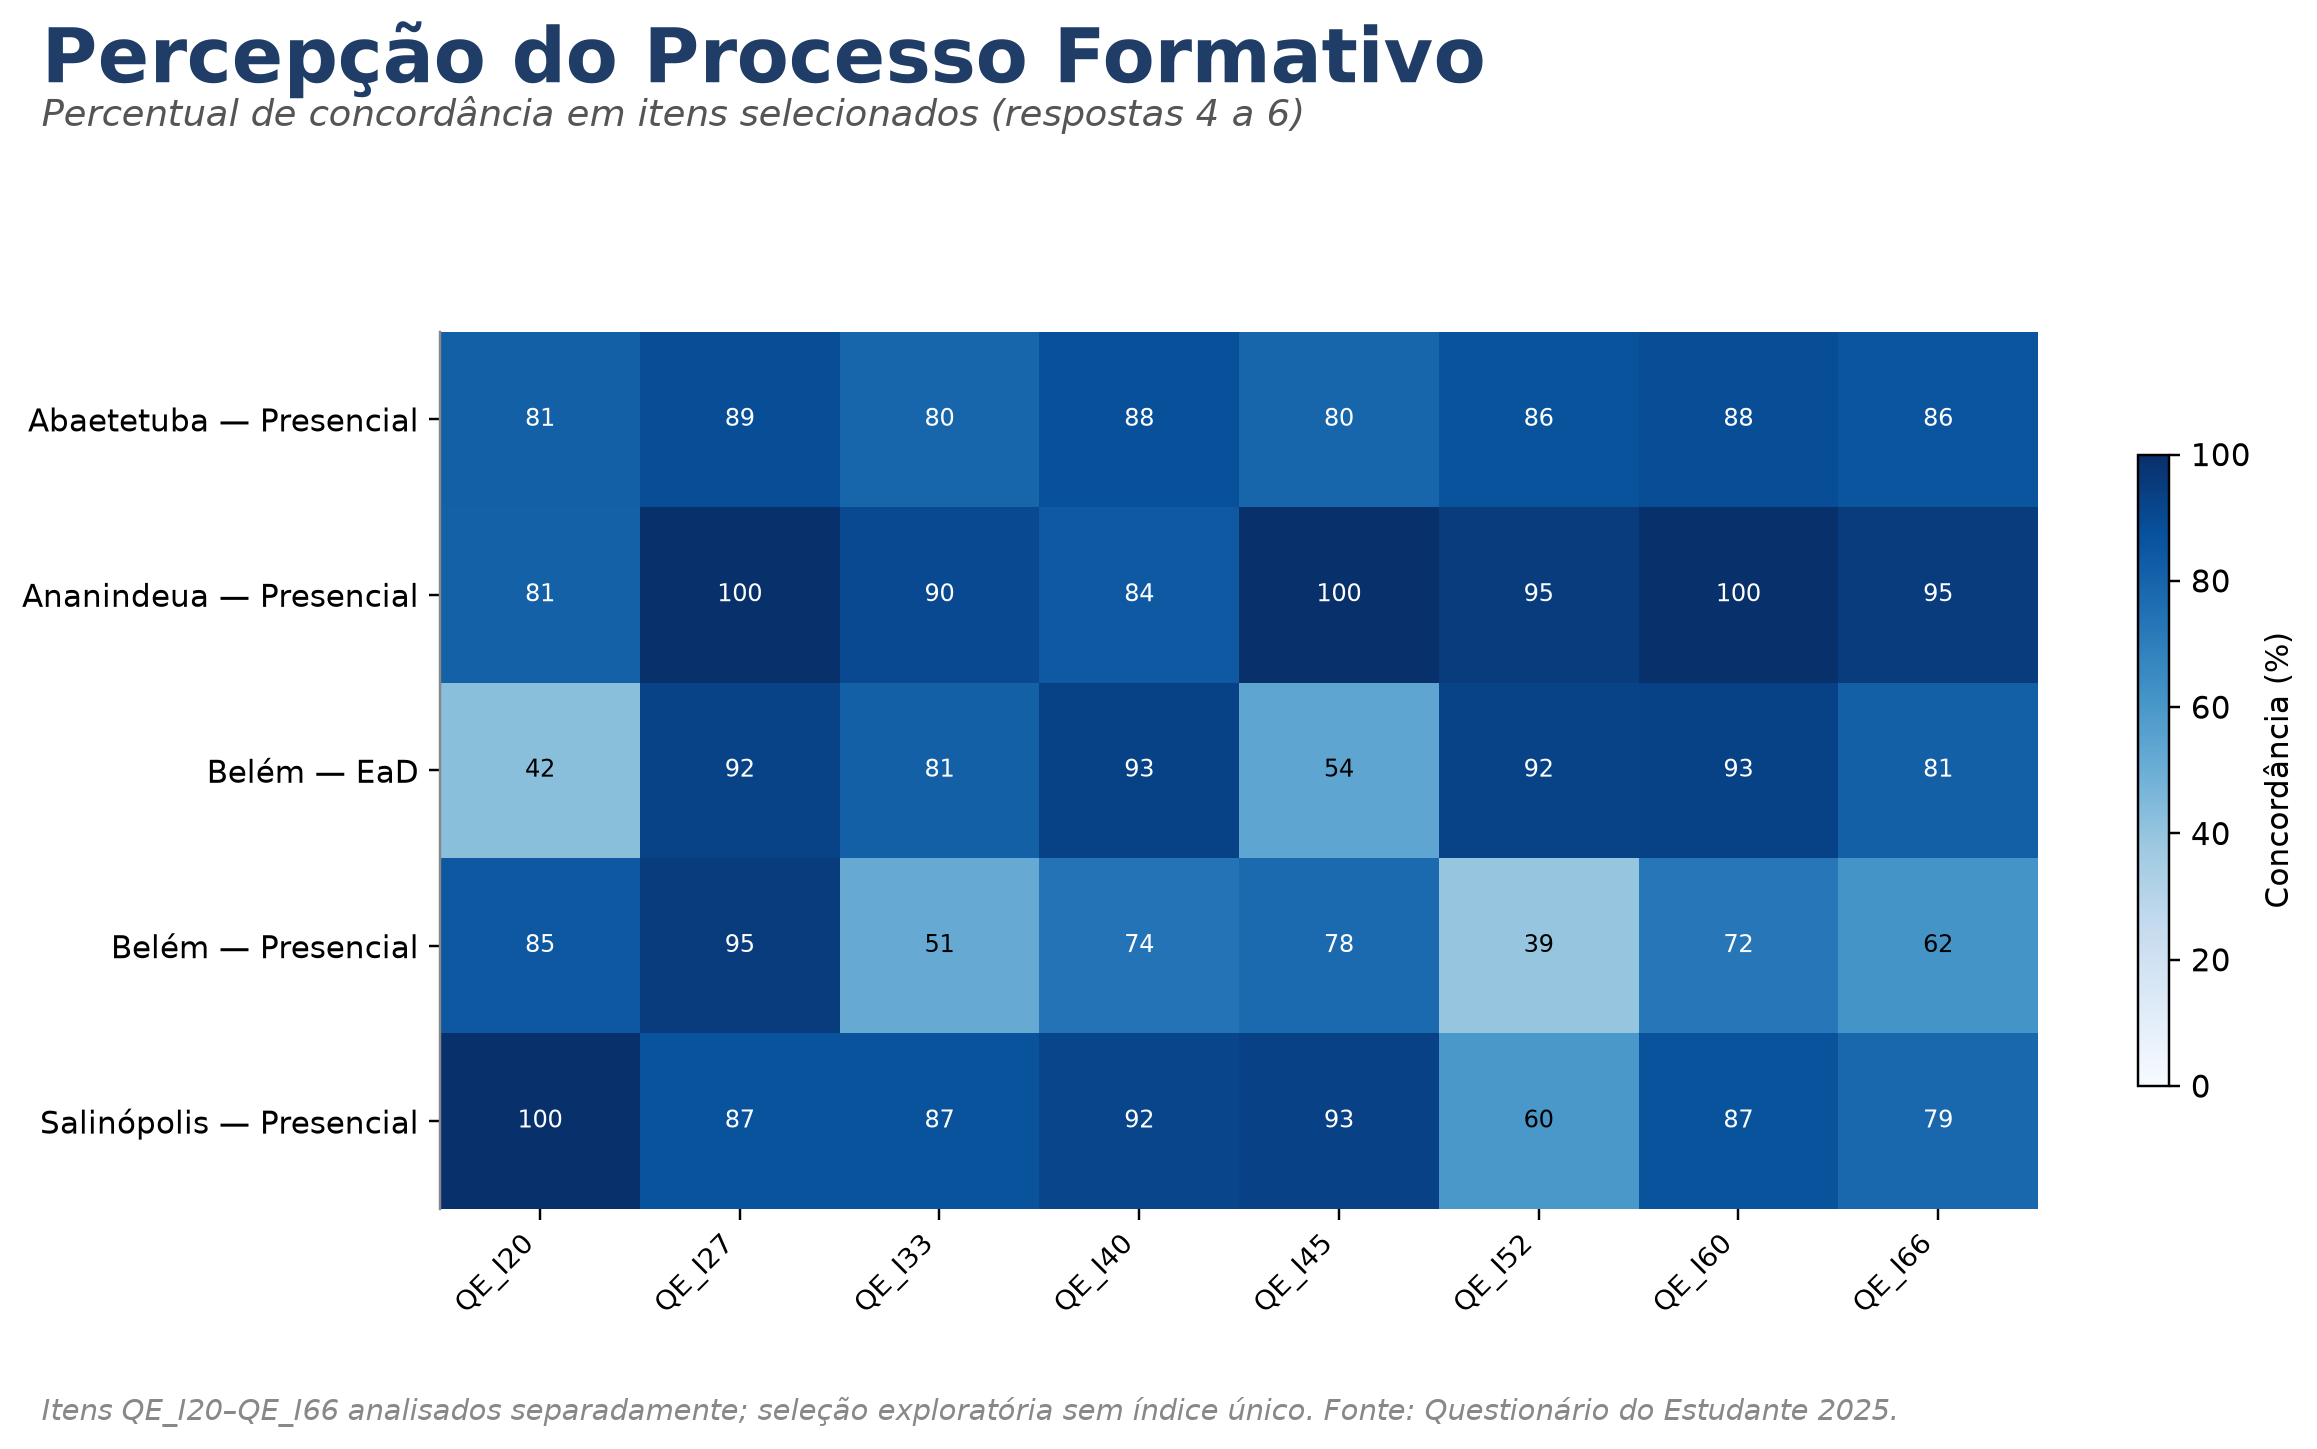 Percepção do Processo Formativo
Percentual de concordância em itens selecionados (respostas 4 a 6)
Abaetetuba — Presencial 81 89 80 88 80 86 88 86
Ananindeua — Presencial 81 100 90 84 100 95 100 95
Belém — EaD 42 92 81 93 54 92 93 81
Belém — Presencial 85 95 51 74 78 39 72 62
Salinópolis — Presencial 100 87 87 92 93 60 87 79
QE_I20 QE_I27 QE_I33 QE_I40 QE_I45 QE_I52 QE_I60 QE_I66
100
80
60
40
20
0
Concordância (%)
Itens QE_I20–QE_I66 analisados separadamente; seleção exploratória sem índice único. Fonte: Questionário do Estudante 2025.